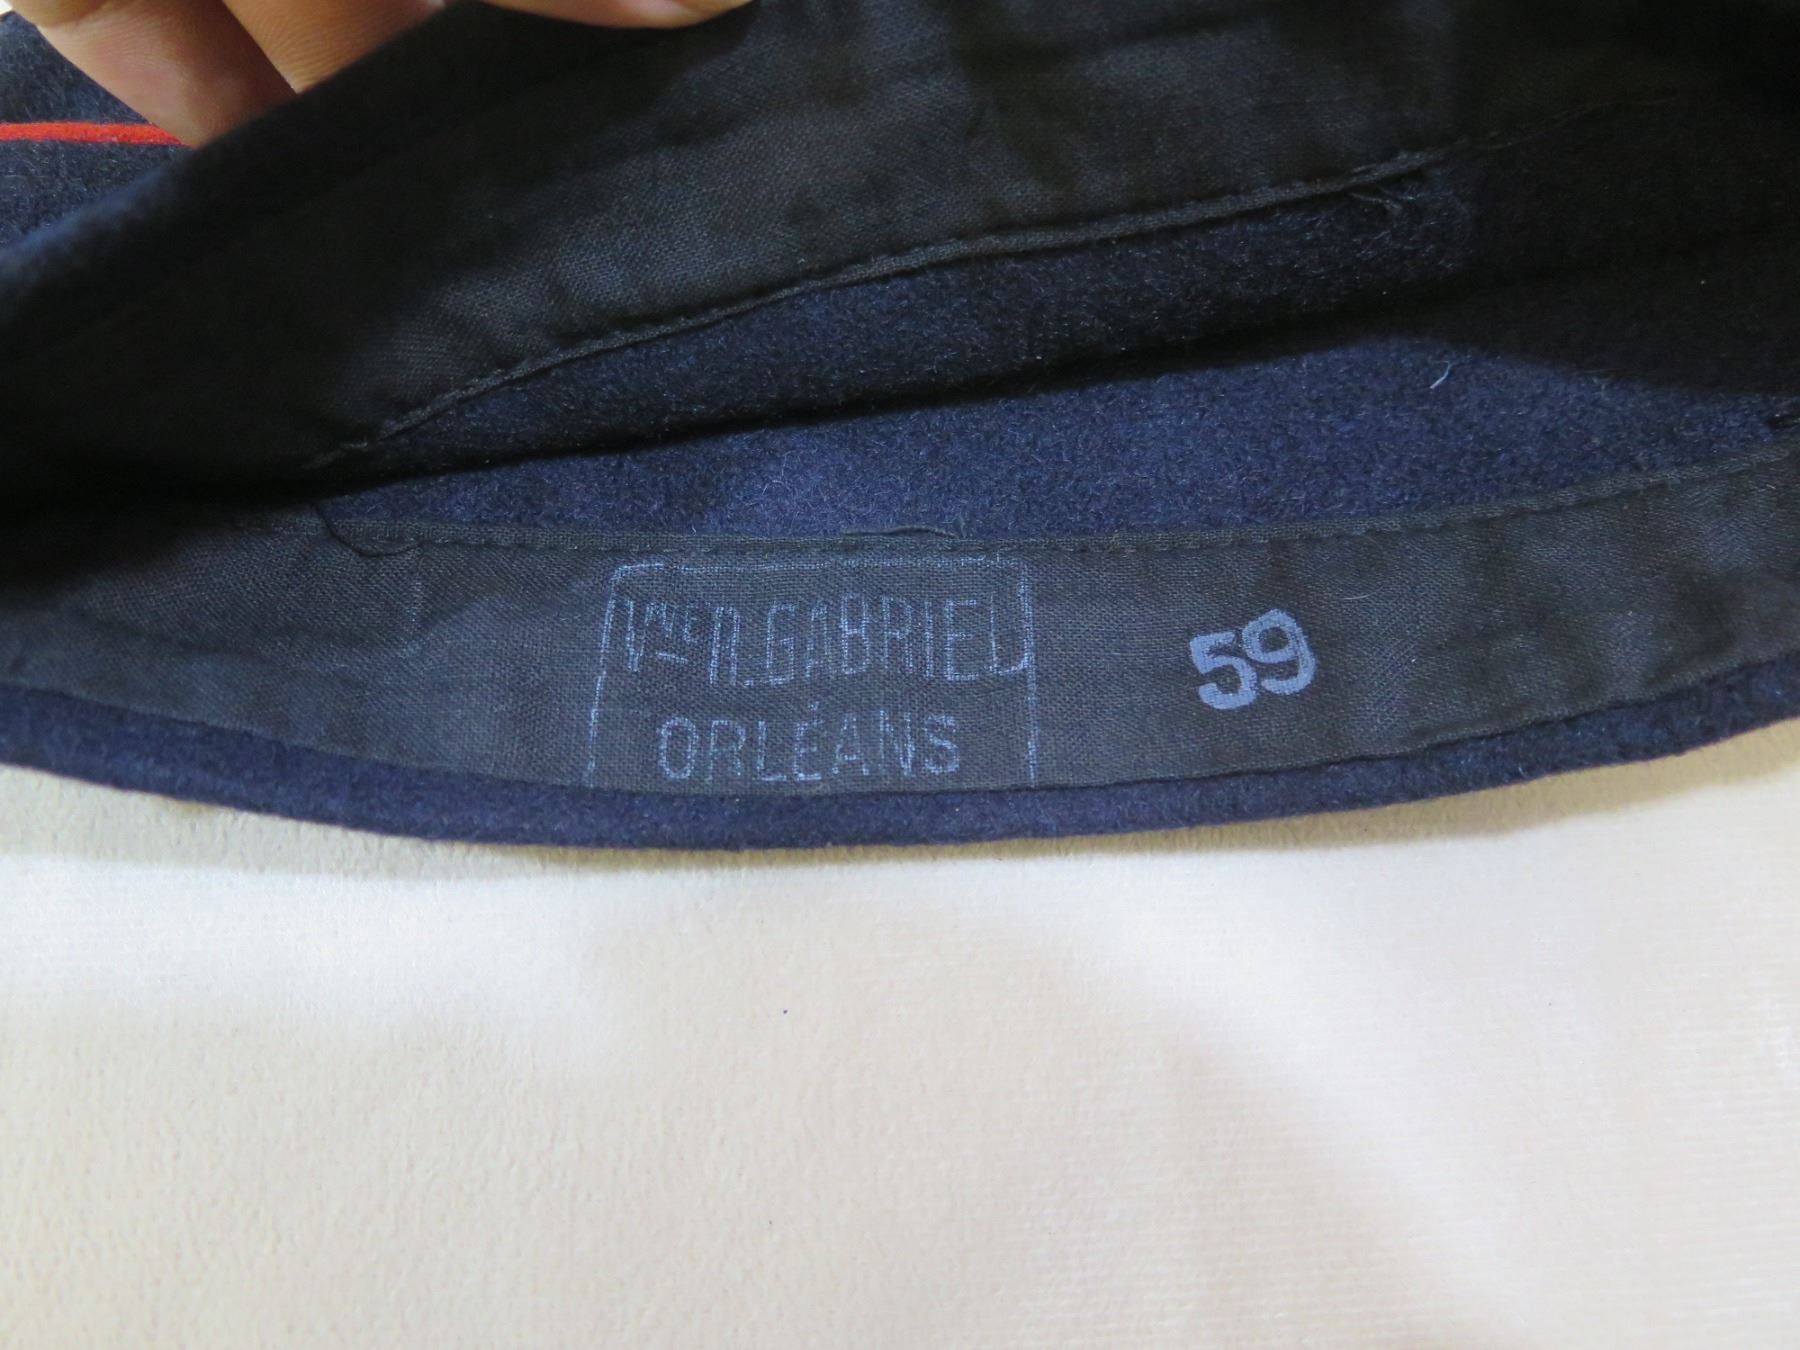 Vve N. GABRIEL
ORLÉANS
59